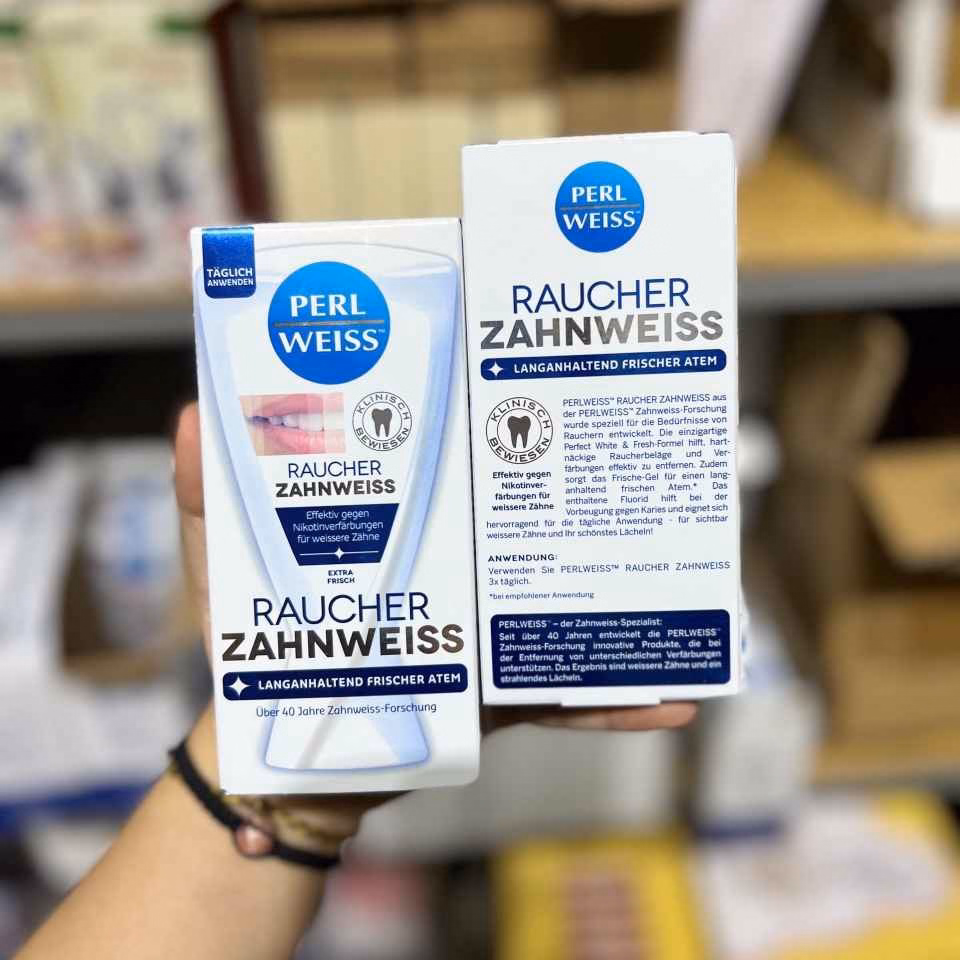 TÄGLICH
ANWENDEN
PERL
WEISS™
KLINISCH
BEWIESEN
RAUCHER
ZAHNWEISS
Effektiv gegen
Nikotinverfärbungen
für weissere Zähne
EXTRA
FRISCH
RAUCHER
ZAHNWEISS
LANGANHALTEND FRISCHER ATEM
Über 40 Jahre Zahnweiss-Forschung
PERL
WEISS™
RAUCHER
ZAHNWEISS
LANGANHALTEND FRISCHER ATEM
KLINISCH
BEWIESEN
Effektiv gegen
Nikotinver-
färbungen für
weissere Zähne
PERLWEISS™ RAUCHER ZAHNWEISS aus
der PERLWEISS™ Zahnweiss-Forschung
wurde speziell für die Bedürfnisse von
Rauchern entwickelt. Die einzigartige
Perfect White & Fresh-Formel hilft, hart-
näckige Raucherbeläge und Ver-
färbungen effektiv zu entfernen. Zudem
sorgt das Frische-Gel für einen lang-
anhaltend frischen Atem.* Das
enthaltene Fluorid hilft bei der
Vorbeugung gegen Karies und eignet sich
hervorragend für die tägliche Anwendung - für sichtbar
weissere Zähne und Ihr schönstes Lächeln!
ANWENDUNG:
Verwenden Sie PERLWEISS™ RAUCHER ZAHNWEISS
3x täglich.
*bei empfohlener Anwendung
PERLWEISS™ – der Zahnweiss-Spezialist:
Seit über 40 Jahren entwickelt die PERLWEISS™
Zahnweiss-Forschung innovative Produkte, die bei
der Entfernung von unterschiedlichen Verfärbungen
unterstützen. Das Ergebnis sind weissere Zähne und ein
strahlendes Lächeln.